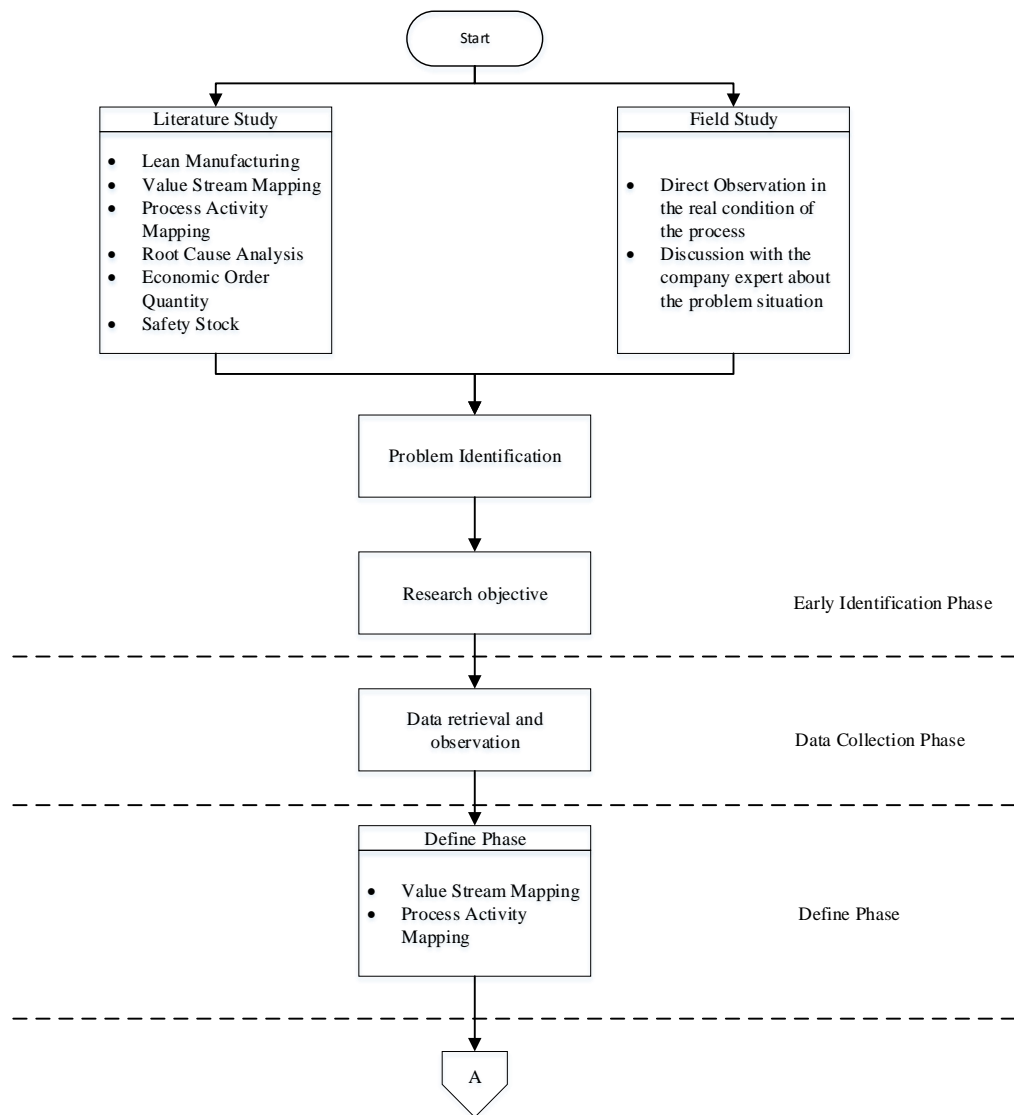 Start
Literature Study
• Lean Manufacturing
• Value Stream Mapping
• Process Activity
Mapping
• Root Cause Analysis
• Economic Order
Quantity
• Safety Stock
Field Study
• Direct Observation in
the real condition of
the process
• Discussion with the
company expert about
the problem situation
Problem Identification
Research objective
Early Identification Phase
Data retrieval and
observation
Data Collection Phase
Define Phase
• Value Stream Mapping
• Process Activity
Mapping
Define Phase
A